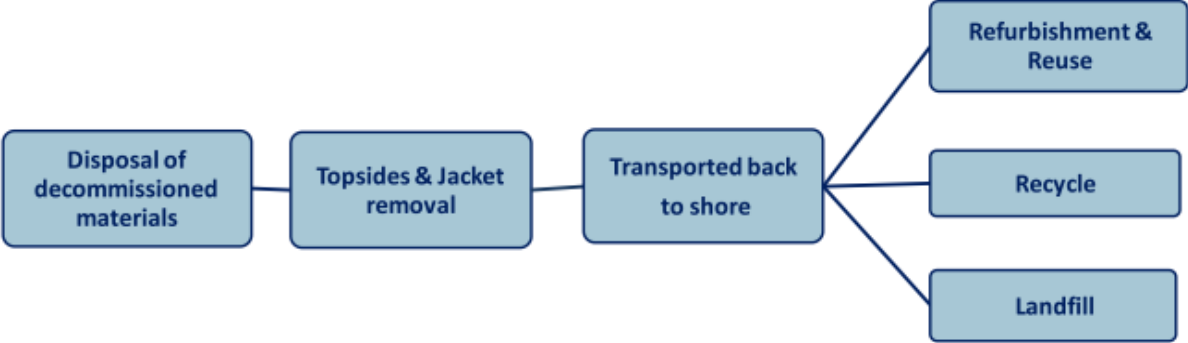 Disposal of
decommissioned
materials
Topsides & Jacket
removal
Transported back
to shore
Refurbishment &
Reuse
Recycle
Landfill